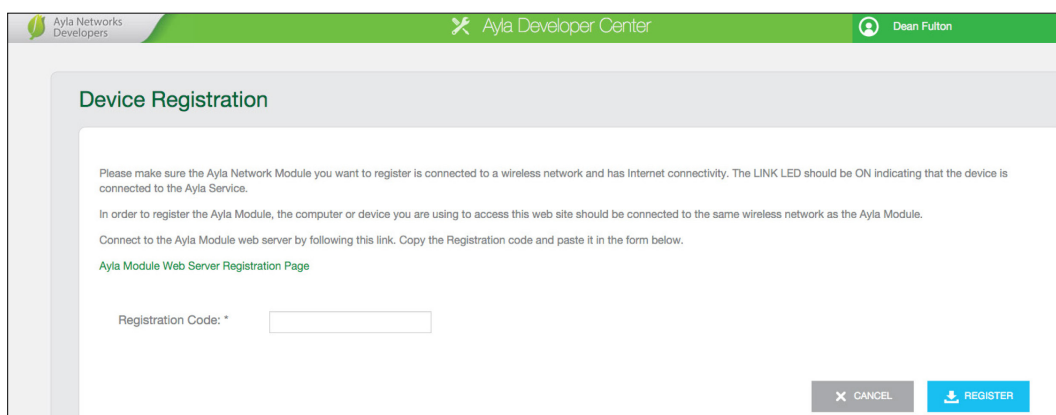 Ayla Networks
Developers
Ayla Developer Center
Dean Fulton
Device Registration
Please make sure the Ayla Network Module you want to register is connected to a wireless network and has Internet connectivity. The LINK LED should be ON indicating that the device is
connected to the Ayla Service.
In order to register the Ayla Module, the computer or device you are using to access this web site should be connected to the same wireless network as the Ayla Module.
Connect to the Ayla Module web server by following this link. Copy the Registration code and paste it in the form below.
Ayla Module Web Server Registration Page
Registration Code: *
CANCEL
REGISTER